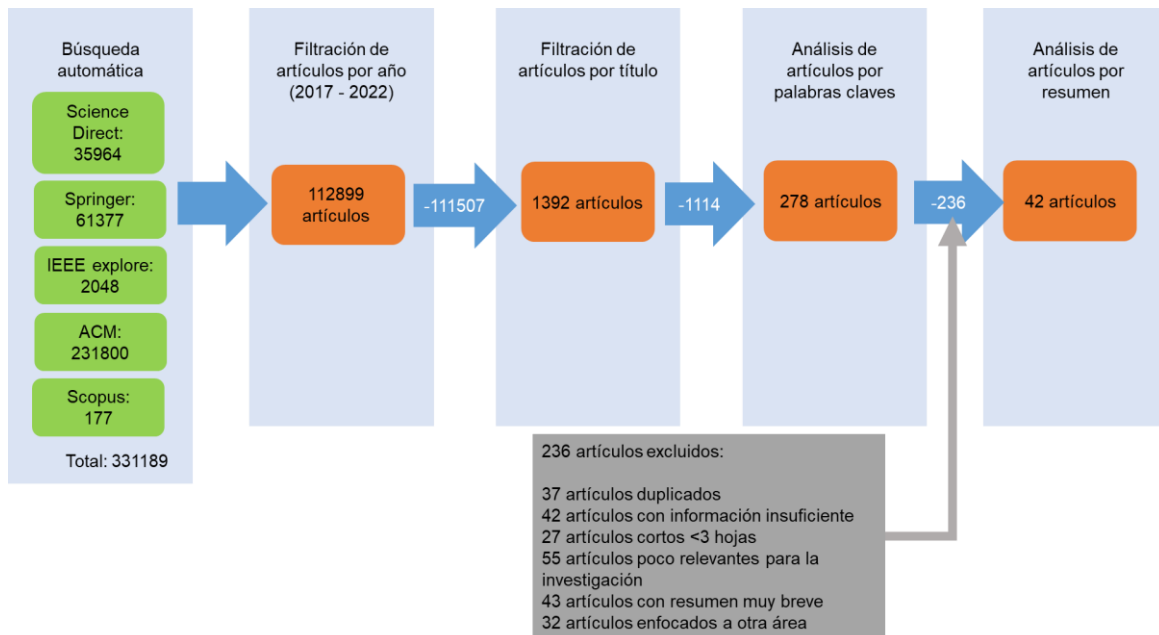 Búsqueda
automática
Science
Direct:
35964
Springer:
61377
IEEE explore:
2048
ACM:
231800
Scopus:
177
Total: 331189
Filtración de
artículos por año
(2017 - 2022)
112899
artículos
-111507
Filtración de
artículos por título
1392 artículos
-1114
Análisis de
artículos por
palabras claves
278 artículos
-236
Análisis de
artículos por
resumen
42 artículos
236 artículos excluidos:
37 artículos duplicados
42 artículos con información insuficiente
27 artículos cortos <3 hojas
55 artículos poco relevantes para la
investigación
43 artículos con resumen muy breve
32 artículos enfocados a otra área